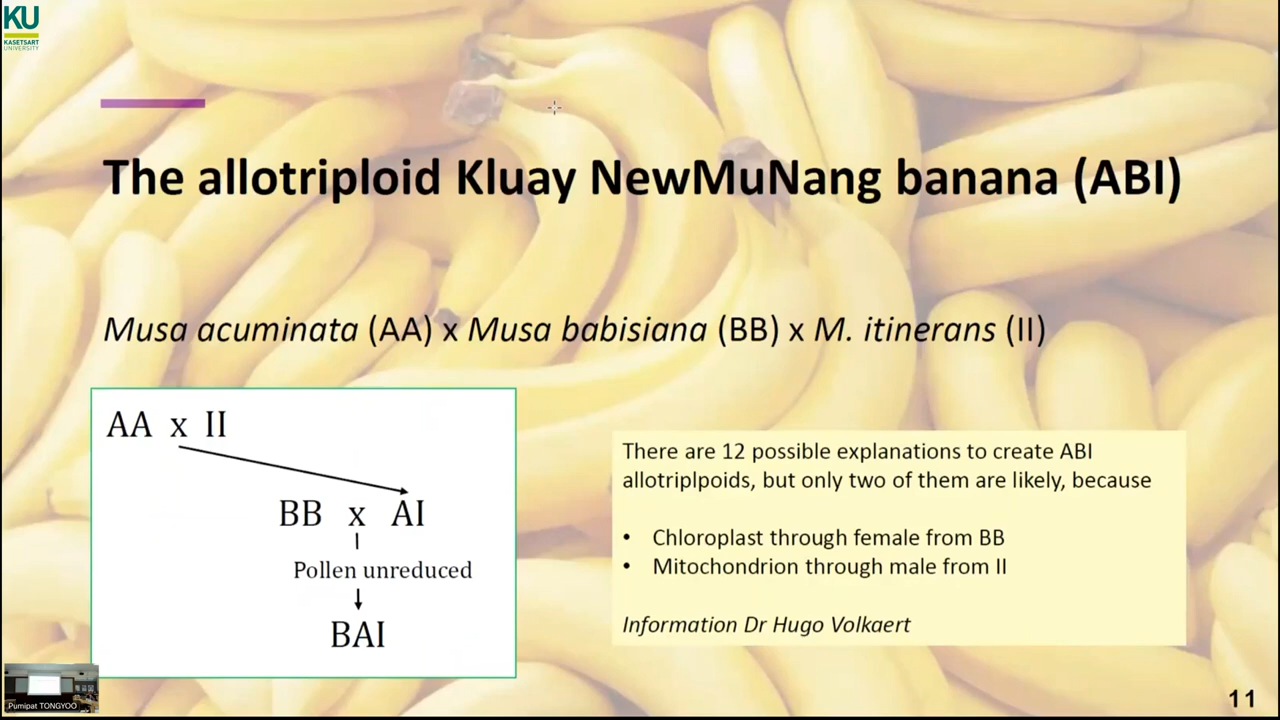 KU
KASETSART
UNIVERSITY
The allotriploid Kluay NewMuNang banana (ABI)
Musa acuminata (AA) x Musa babisiana (BB) x M. itinerans (II)
AA x II
BB x AI
Pollen unreduced
BAI
There are 12 possible explanations to create ABI
allotriplpoids, but only two of them are likely, because
• Chloroplast through female from BB
• Mitochondrion through male from II
Information Dr Hugo Volkaert
Pumipat TONGYOO
11